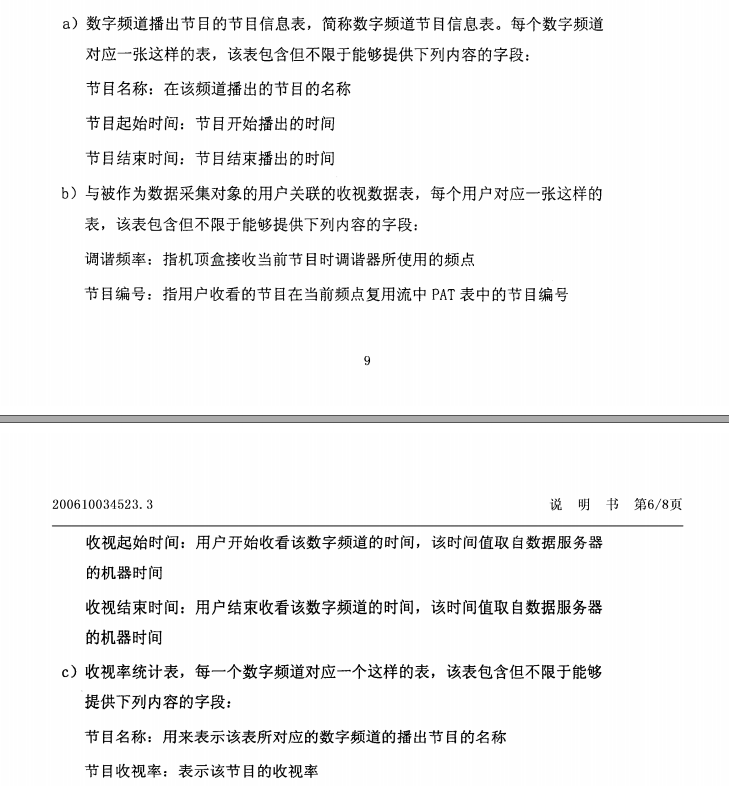 a）数字频道播出节目的节目信息表，简称数字频道节目信息表。每个数字频道
对应一张这样的表，该表包含但不限于能够提供下列内容的字段：
节目名称：在该频道播出的节目的名称
节目起始时间：节目开始播出的时间
节目结束时间：节目结束播出的时间
b）与被作为数据采集对象的用户关联的收视数据表，每个用户对应一张这样的
表，该表包含但不限于能够提供下列内容的字段：
调谐频率：指机顶盒接收当前节目时调谐器所使用的频点
节目编号：指用户收看的节目在当前频点复用流中 PAT 表中的节目编号
9
200610034523.3 说 明 书 第6/8页
收视起始时间：用户开始收看该数字频道的时间，该时间值取自数据服务器
的机器时间
收视结束时间：用户结束收看该数字频道的时间，该时间值取自数据服务器
的机器时间
c）收视率统计表，每一个数字频道对应一个这样的表，该表包含但不限于能够
提供下列内容的字段：
节目名称：用来表示该表所对应的数字频道的播出节目的名称
节目收视率：表示该节目的收视率